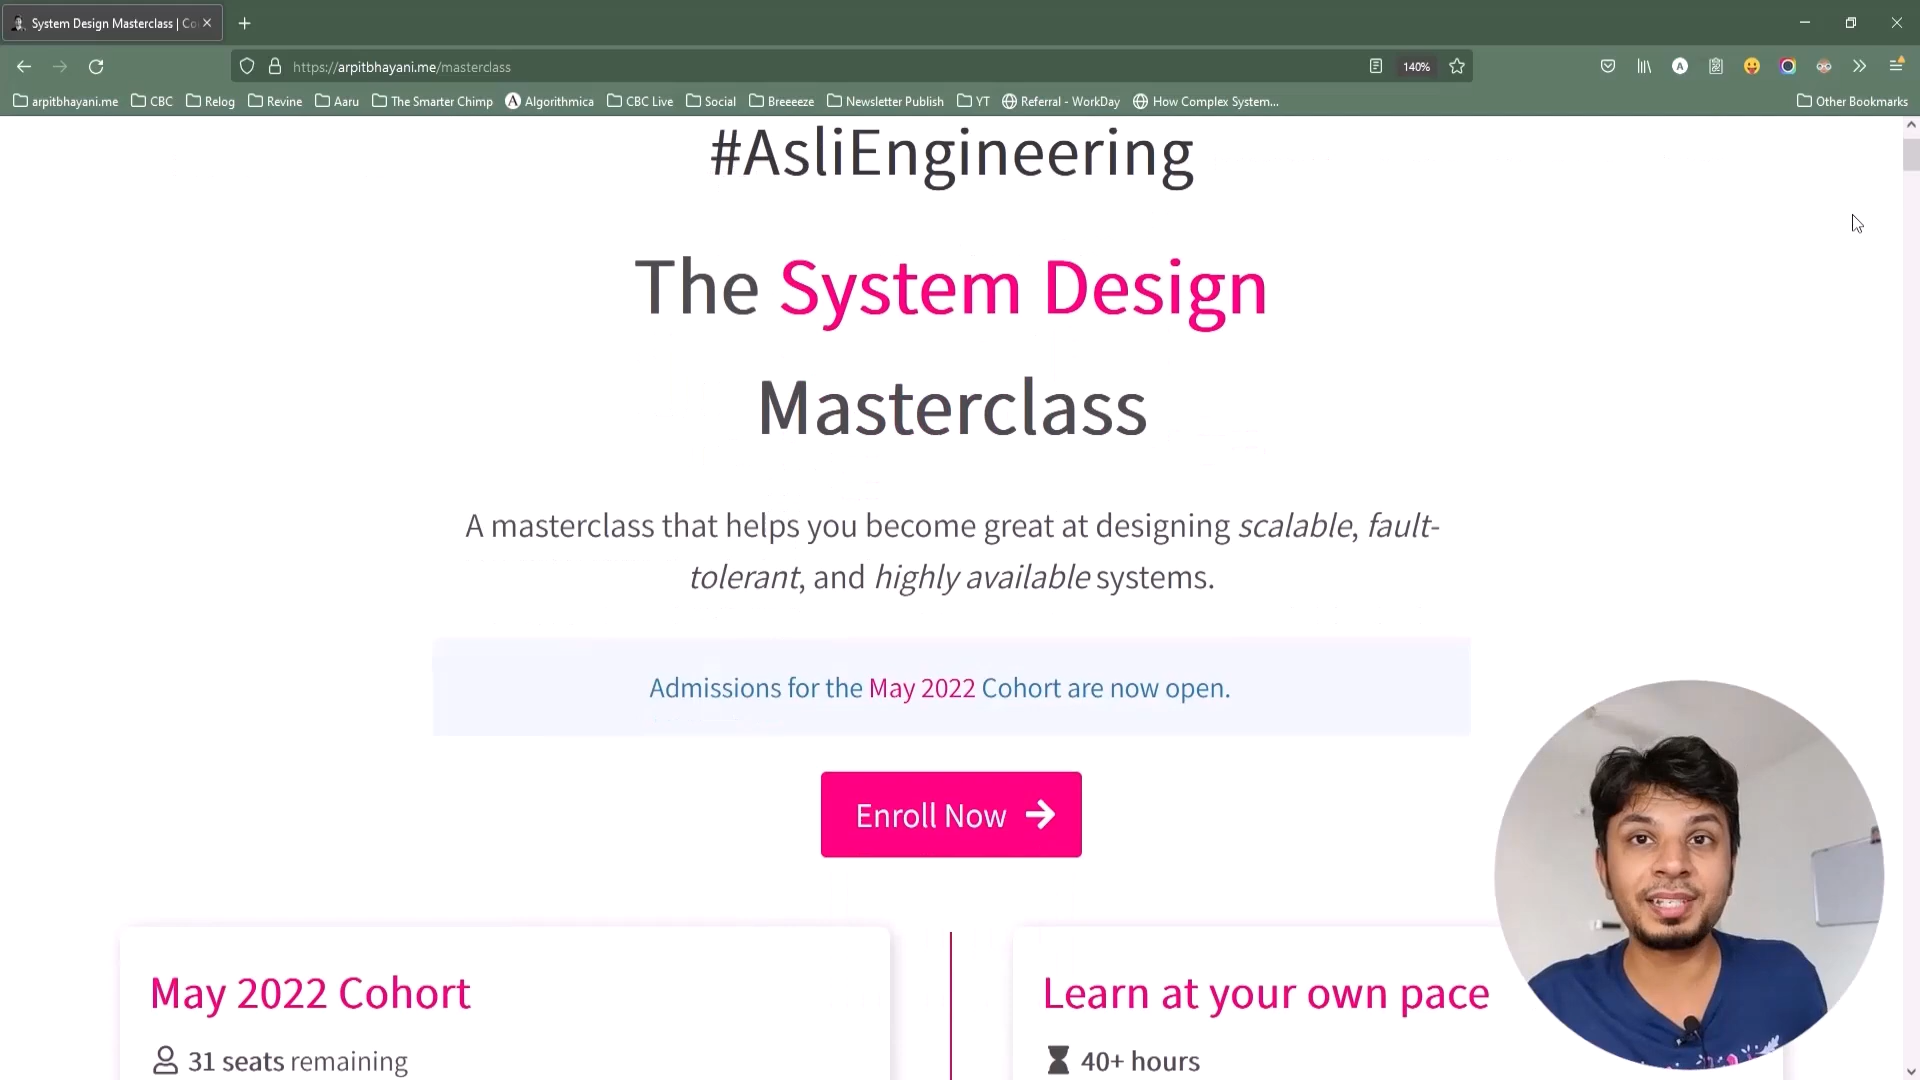 System Design Masterclass | Co
https://arpitbhayani.me/masterclass
140%
arpitbhayani.me CBC Relog Revine Aaru The Smarter Chimp Algorithmica CBC Live Social Breeeeze Newsletter Publish YT Referral - WorkDay How Complex System... Other Bookmarks
#AsliEngineering
The System Design
Masterclass
A masterclass that helps you become great at designing scalable, fault-
tolerant, and highly available systems.
Admissions for the May 2022 Cohort are now open.
Enroll Now
May 2022 Cohort
31 seats remaining
Learn at your own pace
40+ hours